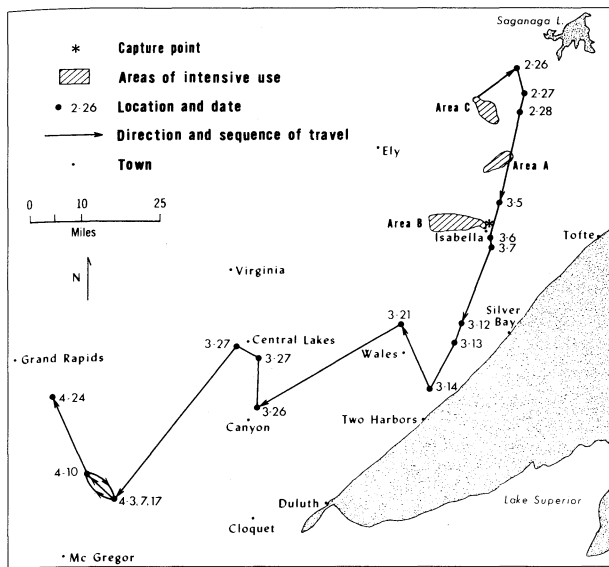 Saganaga L.
* Capture point
Areas of intensive use
2·26 Location and date
Direction and sequence of travel
Town
0 15 25
Miles
N
2·26
2·27
2·28
Area C
Ely
Area A
3·5
Area B
Isabella
3·6
3·7
Tofte
Virginia
3·21
3·12
Silver Bay
3·13
Wales
3·14
3·27
Central Lakes
3·27
Grand Rapids
4·24
3·26
Canyon
Two Harbors
4·10
4·3,7,17
Duluth
Lake Superior
Cloquet
Mc Gregor